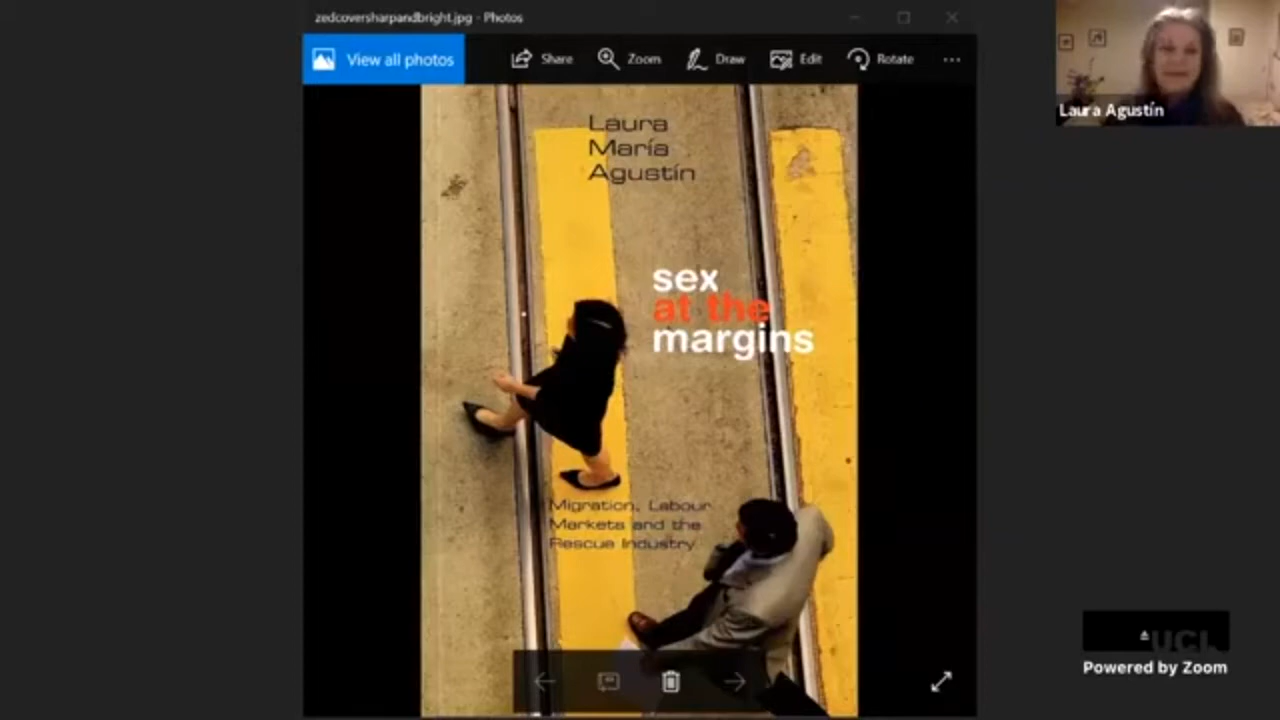 zedcoversharpandbright.jpg - Photos
View all photos
Share
Zoom
Draw
Edit
Rotate
Laura Agustín
Laura
María
Agustín
sex
at the
margins
Migration, Labour
Markets and the
Rescue Industry
UCL
Powered by Zoom